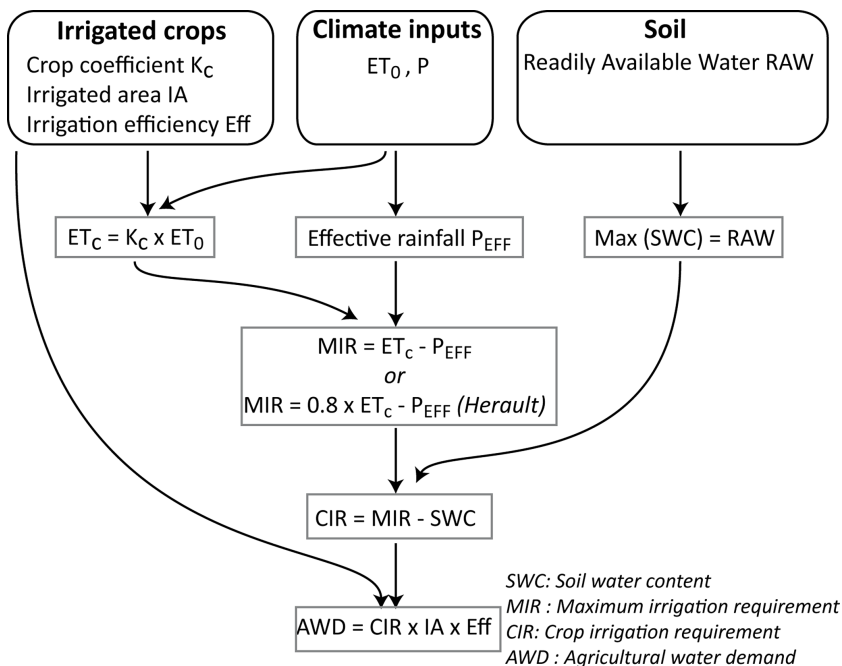 Irrigated crops
Crop coefficient Kc
Irrigated area IA
Irrigation efficiency Eff
Climate inputs
ET0 , P
Soil
Readily Available Water RAW
ETc = Kc x ET0
Effective rainfall PEFF
Max (SWC) = RAW
MIR = ETc - PEFF
or
MIR = 0.8 x ETc - PEFF (Herault)
CIR = MIR - SWC
AWD = CIR x IA x Eff
SWC: Soil water content
MIR : Maximum irrigation requirement
CIR: Crop irrigation requirement
AWD : Agricultural water demand